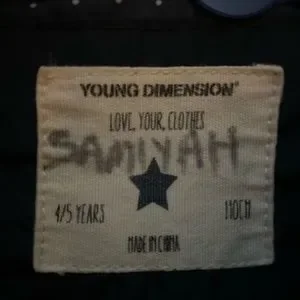 YOUNG DIMENSION®
LOVE, YOUR, CLOTHES
SAMIYAH
4/5 YEARS 110CM
MADE IN CHINA